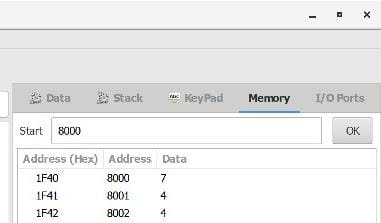 Data Stack Abc KeyPad Memory I/O Ports
Start 8000 OK
Address (Hex) Address Data
1F40 8000 7
1F41 8001 4
1F42 8002 4